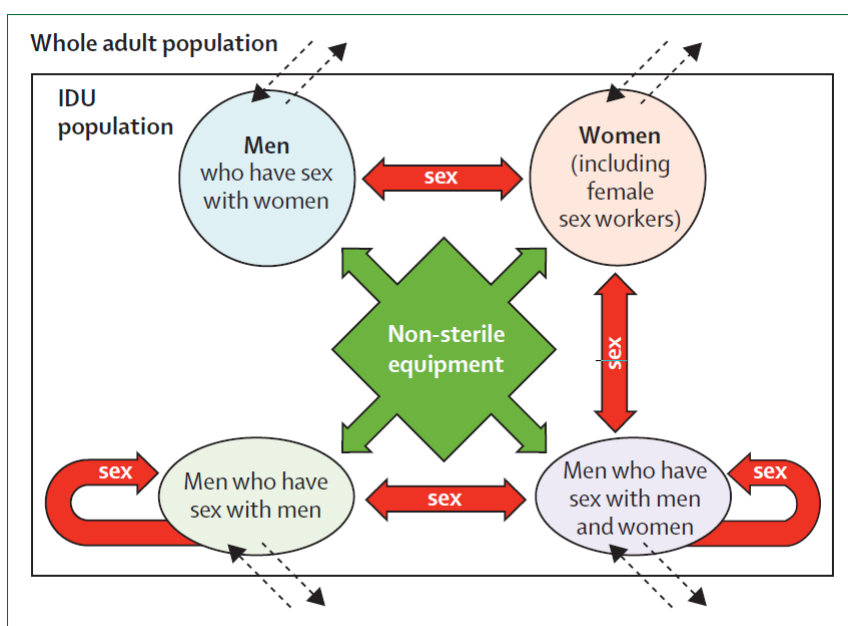 Whole adult population
IDU
population
Men
who have sex
with women
sex
Women
(including
female
sex workers)
Non-sterile
equipment
sex
sex
Men who have
sex with men
sex
Men who have
sex with men
and women
sex